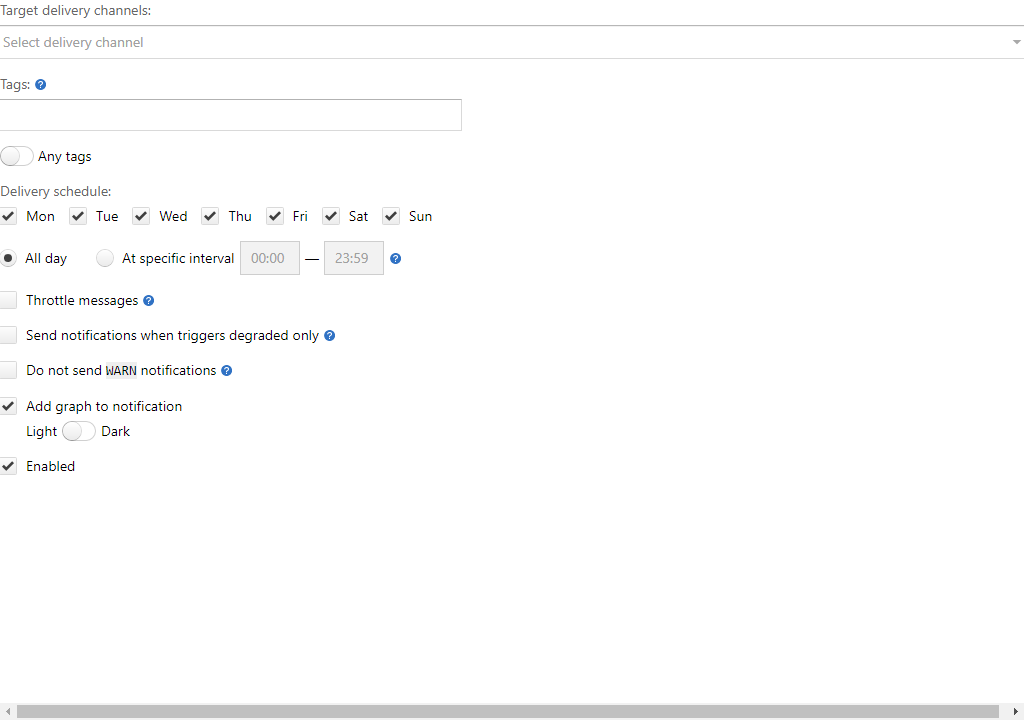 Target delivery channels:
Select delivery channel
Tags:
Any tags
Delivery schedule:
Mon Tue Wed Thu Fri Sat Sun
All day At specific interval 00:00 — 23:59
Throttle messages
Send notifications when triggers degraded only
Do not send WARN notifications
Add graph to notification
Light Dark
Enabled